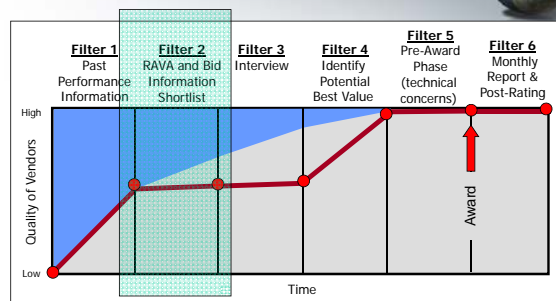 Filter 1
Past
Performance
Information
Filter 2
RAVA and Bid
Information
Shortlist
Filter 3
Interview
Filter 4
Identify
Potential
Best Value
Filter 5
Pre-Award
Phase
(technical
concerns)
Filter 6
Monthly
Report &
Post-Rating
High
Quality of Vendors
Low
Award
Time